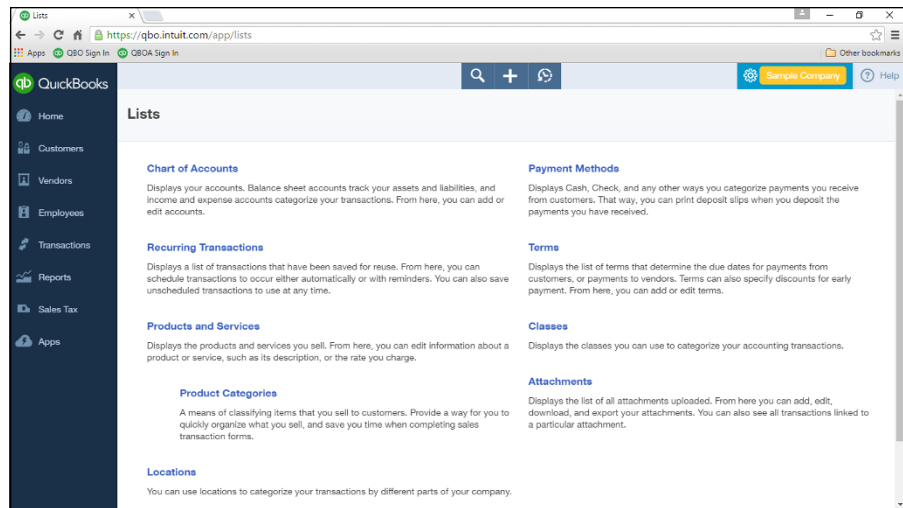 Lists
https://qbo.intuit.com/app/lists
Apps QBO Sign In QBOA Sign In Other bookmarks
qb QuickBooks
Sample Company
Help
Home
Customers
Vendors
Employees
Transactions
Reports
Sales Tax
Apps
Lists
Chart of Accounts
Displays your accounts. Balance sheet accounts track your assets and liabilities, and
income and expense accounts categorize your transactions. From here, you can add or
edit accounts.
Recurring Transactions
Displays a list of transactions that have been saved for reuse. From here, you can
schedule transactions to occur either automatically or with reminders. You can also save
unscheduled transactions to use at any time.
Products and Services
Displays the products and services you sell. From here, you can edit information about a
product or service, such as its description, or the rate you charge.
Product Categories
A means of classifying items that you sell to customers. Provide a way for you to
quickly organize what you sell, and save you time when completing sales
transaction forms.
Locations
You can use locations to categorize your transactions by different parts of your company.
Payment Methods
Displays Cash, Check, and any other ways you categorize payments you receive
from customers. That way, you can print deposit slips when you deposit the
payments you have received.
Terms
Displays the list of terms that determine the due dates for payments from
customers, or payments to vendors. Terms can also specify discounts for early
payment. From here, you can add or edit terms.
Classes
Displays the classes you can use to categorize your accounting transactions.
Attachments
Displays the list of all attachments uploaded. From here you can add, edit,
download, and export your attachments. You can also see all transactions linked to
a particular attachment.